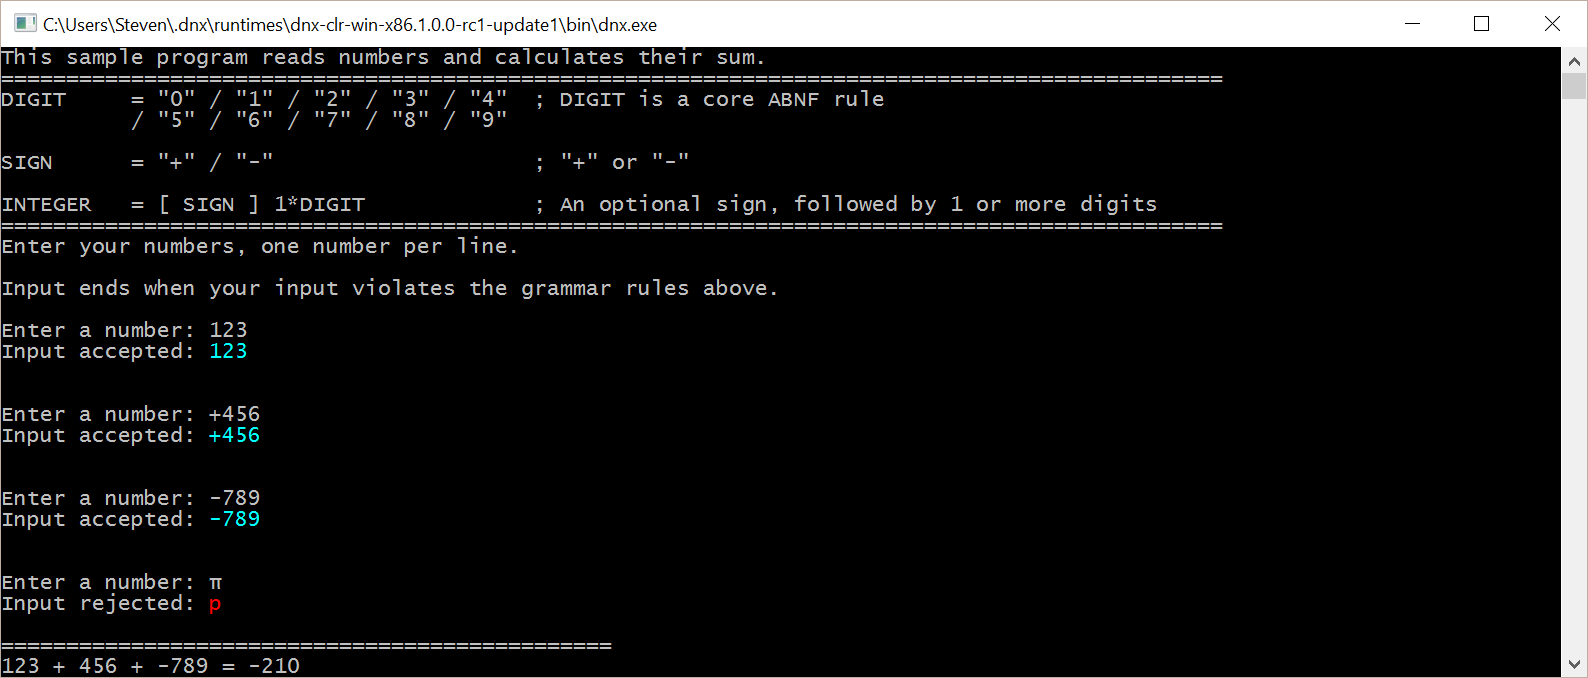 C:\Users\Steven\.dnx\runtimes\dnx-clr-win-x86.1.0.0-rc1-update1\bin\dnx.exe
This sample program reads numbers and calculates their sum.
==============================================================================================
DIGIT     = "0" / "1" / "2" / "3" / "4"  ; DIGIT is a core ABNF rule
          / "5" / "6" / "7" / "8" / "9"
SIGN      = "+" / "-"                    ; "+" or "-"
INTEGER   = [ SIGN ] 1*DIGIT             ; An optional sign, followed by 1 or more digits
==============================================================================================
Enter your numbers, one number per line.
Input ends when your input violates the grammar rules above.
Enter a number: 123
Input accepted: 123
Enter a number: +456
Input accepted: +456
Enter a number: -789
Input accepted: -789
Enter a number: π
Input rejected: p
===============================================
123 + 456 + -789 = -210